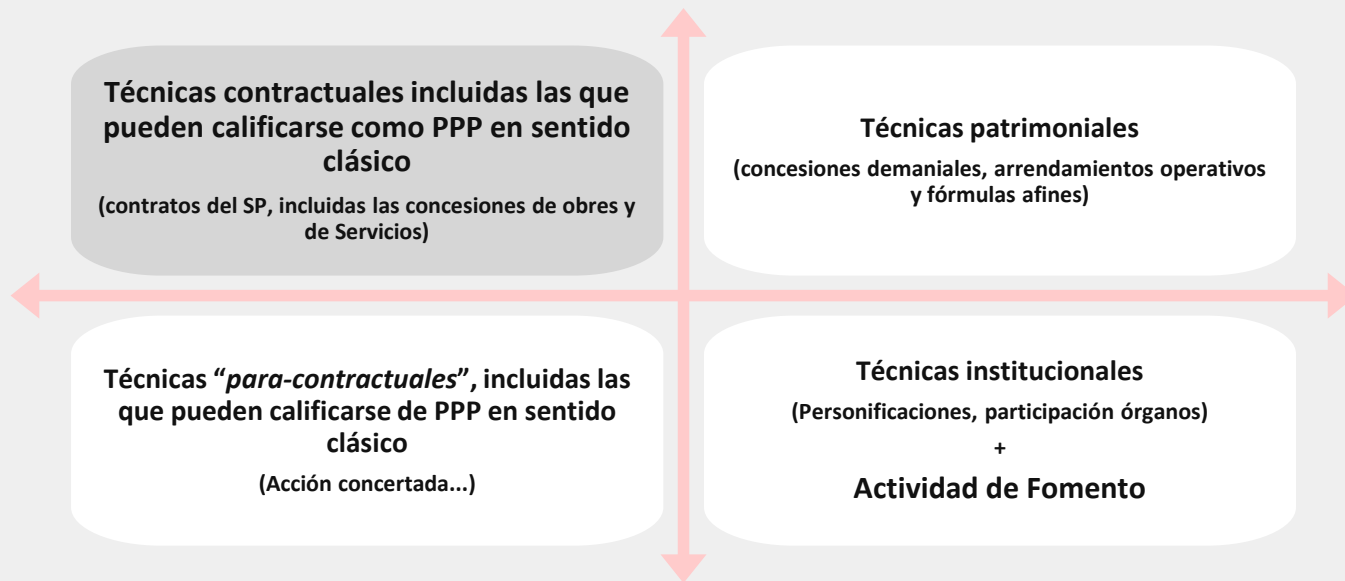 Técnicas contractuales incluidas las que
pueden calificarse como PPP en sentido
clásico
(contratos del SP, incluidas las concesiones de obres y
de Servicios)
Técnicas patrimoniales
(concesiones demaniales, arrendamientos operativos
y fórmulas afines)
Técnicas “para-contractuales”, incluidas las
que pueden calificarse de PPP en sentido
clásico
(Acción concertada...)
Técnicas institucionales
(Personificaciones, participación órganos)
+
Actividad de Fomento